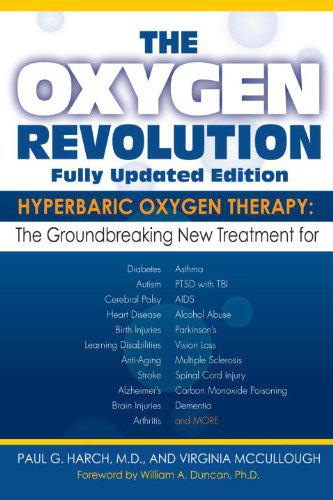 THE
OXYGEN
REVOLUTION
Fully Updated Edition
HYPERBARIC OXYGEN THERAPY:
The Groundbreaking New Treatment for
Diabetes
Autism
Cerebral Palsy
Heart Disease
Birth Injuries
Learning Disabilities
Anti-Aging
Stroke
Alzheimer's
Brain Injuries
Arthritis
Asthma
PTSD with TBI
AIDS
Alcohol Abuse
Parkinson's
Vision Loss
Multiple Sclerosis
Spinal Cord Injury
Carbon Monoxide Poisoning
Dementia
and MORE
PAUL G. HARCH, M.D., AND VIRGINIA MCCULLOUGH
Foreword by William A. Duncan, Ph.D.